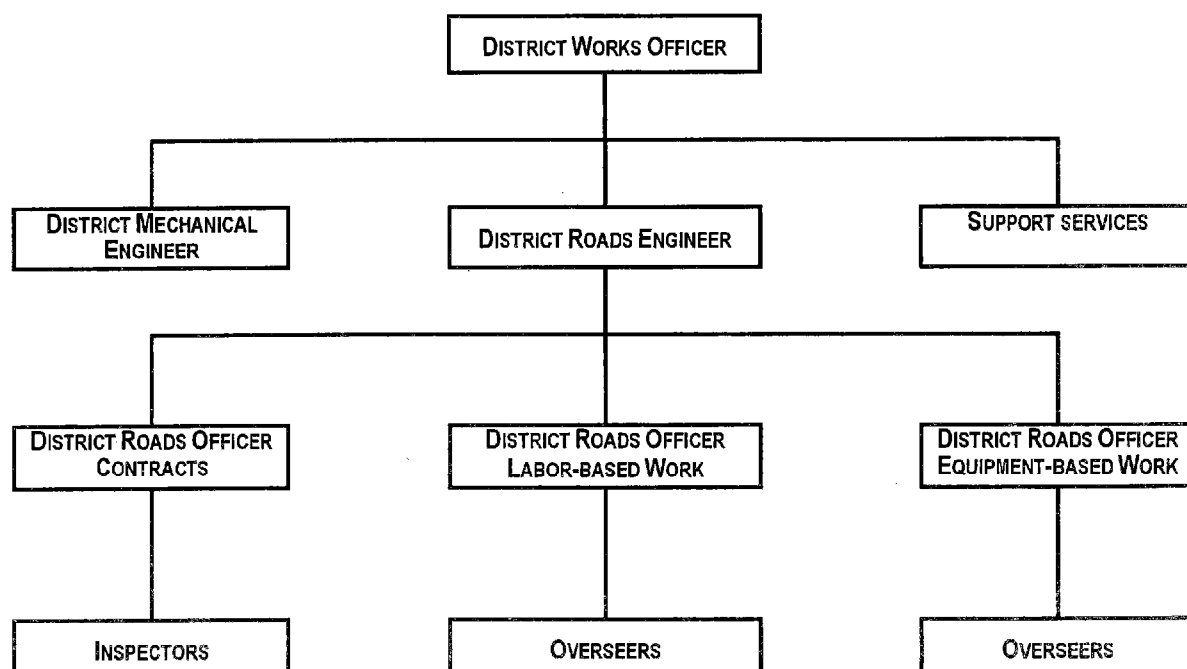 DISTRICT WORKS OFFICER
DISTRICT MECHANICAL
ENGINEER
DISTRICT ROADS ENGINEER
SUPPORT SERVICES
DISTRICT ROADS OFFICER
CONTRACTS
DISTRICT ROADS OFFICER
LABOR-BASED WORK
DISTRICT ROADS OFFICER
EQUIPMENT-BASED WORK
INSPECTORS
OVERSEERS
OVERSEERS